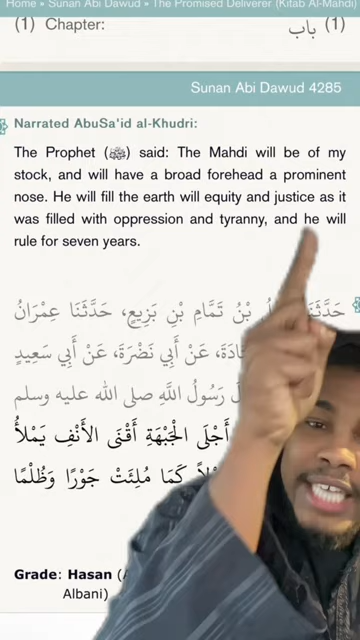 Home » Sunan Abi Dawud » The Promised Deliverer (Kitab Al-Mahdi)
(1) Chapter:
(1) باب
Sunan Abi Dawud 4285
Narrated AbuSa'id al-Khudri:
The Prophet (ﷺ) said: The Mahdi will be of my
stock, and will have a broad forehead a prominent
nose. He will fill the earth will equity and justice as it
was filled with oppression and tyranny, and he will
rule for seven years.
بْنُ تَمَّامِ بْنِ بَزِيعٍ، حَدَّثَنَا عِمْرَانُ
عَنْ أَبِي نَضْرَةَ، عَنْ أَبِي سَعِيدٍ
رَسُولُ اللَّهِ صلى الله عليه وسلم
أَجْلَى الْجَبْهَةِ أَقْنَى الأَنْفِ يَمْلأُ
كَمَا مُلِئَتْ جَوْرًا وَظُلْمًا
Grade: Hasan
Albani)